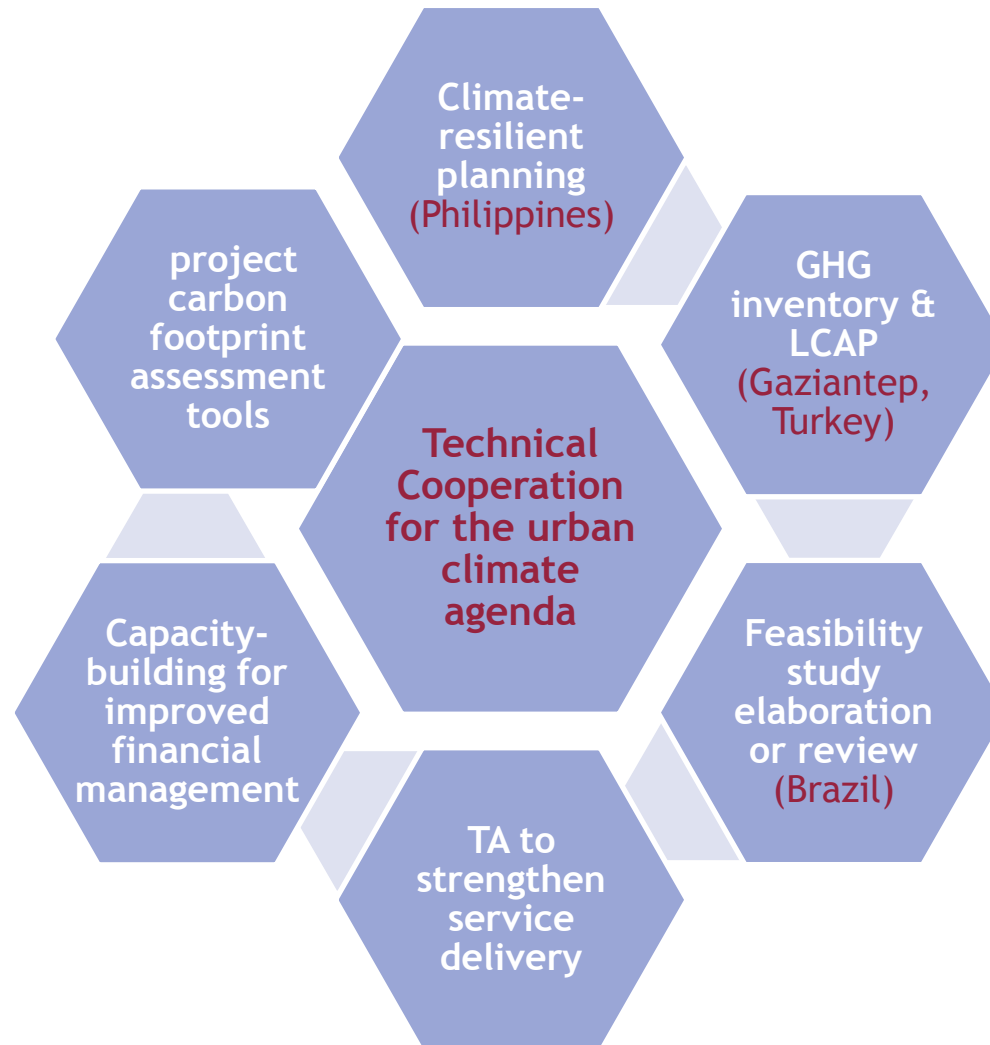 Climate-
resilient
planning
(Philippines)
project
carbon
footprint
assessment
tools
GHG
inventory &
LCAP
(Gaziantep,
Turkey)
Technical
Cooperation
for the urban
climate
agenda
Capacity-
building for
improved
financial
management
Feasibility
study
elaboration
or review
(Brazil)
TA to
strengthen
service
delivery